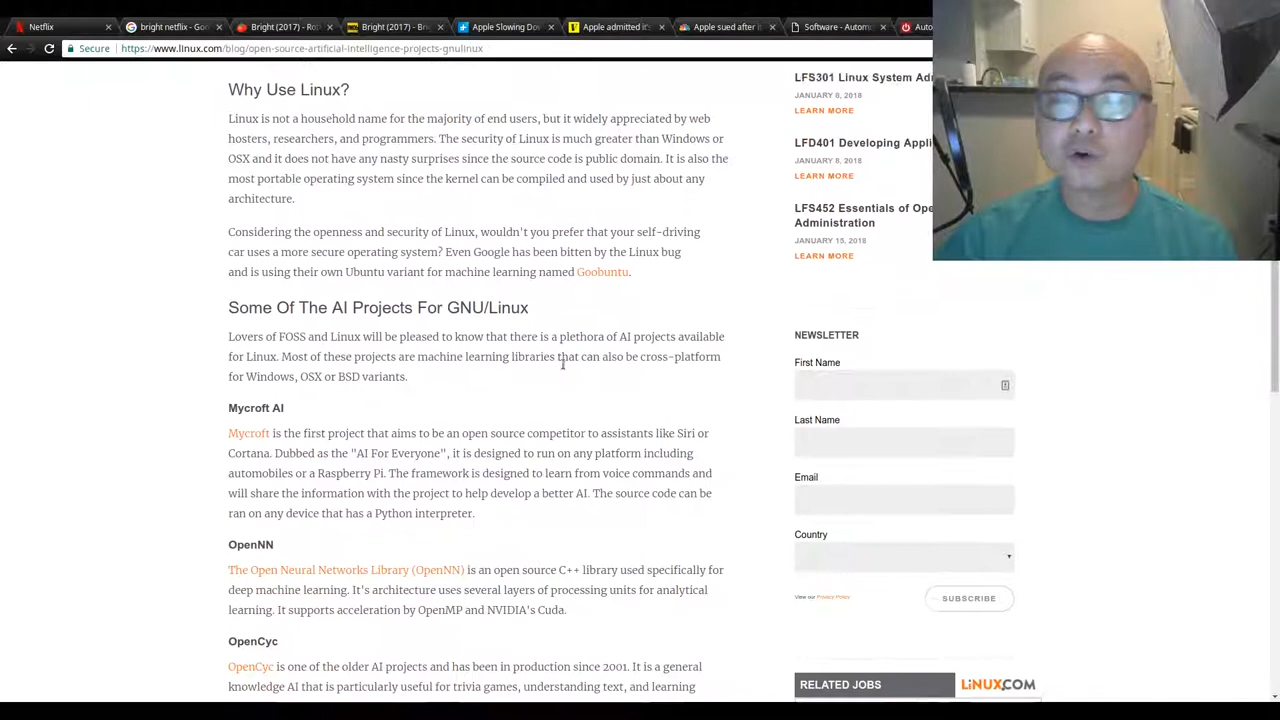 Netflix
bright netflix - Goo
Bright (2017) - Ro
Bright (2017) - Bri
Apple Slowing Do
Apple admitted it's
Apple sued after it
Software - Autom
Auto
Secure
https://www.linux.com/blog/open-source-artificial-intelligence-projects-gnulinux
Why Use Linux?
Linux is not a household name for the majority of end users, but it widely appreciated by web
hosters, researchers, and programmers. The security of Linux is much greater than Windows or
OSX and it does not have any nasty surprises since the source code is public domain. It is also the
most portable operating system since the kernel can be compiled and used by just about any
architecture.
Considering the openness and security of Linux, wouldn't you prefer that your self-driving
car uses a more secure operating system? Even Google has been bitten by the Linux bug
and is using their own Ubuntu variant for machine learning named Goobuntu.
Some Of The AI Projects For GNU/Linux
Lovers of FOSS and Linux will be pleased to know that there is a plethora of AI projects available
for Linux. Most of these projects are machine learning libraries that can also be cross-platform
for Windows, OSX or BSD variants.
Mycroft AI
Mycroft is the first project that aims to be an open source competitor to assistants like Siri or
Cortana. Dubbed as the "AI For Everyone", it is designed to run on any platform including
automobiles or a Raspberry Pi. The framework is designed to learn from voice commands and
will share the information with the project to help develop a better AI. The source code can be
ran on any device that has a Python interpreter.
OpenNN
The Open Neural Networks Library (OpenNN) is an open source C++ library used specifically for
deep machine learning. It's architecture uses several layers of processing units for analytical
learning. It supports acceleration by OpenMP and NVIDIA's Cuda.
OpenCyc
OpenCyc is one of the older AI projects and has been in production since 2001. It is a general
knowledge AI that is particularly useful for trivia games, understanding text, and learning
LFS301 Linux System Adm
JANUARY 8, 2018
LEARN MORE
LFD401 Developing Appli
JANUARY 8, 2018
LEARN MORE
LFS452 Essentials of Ope
Administration
JANUARY 15, 2018
LEARN MORE
NEWSLETTER
First Name
Last Name
Email
Country
View our Privacy Policy
SUBSCRIBE
RELATED JOBS
LINUX.COM